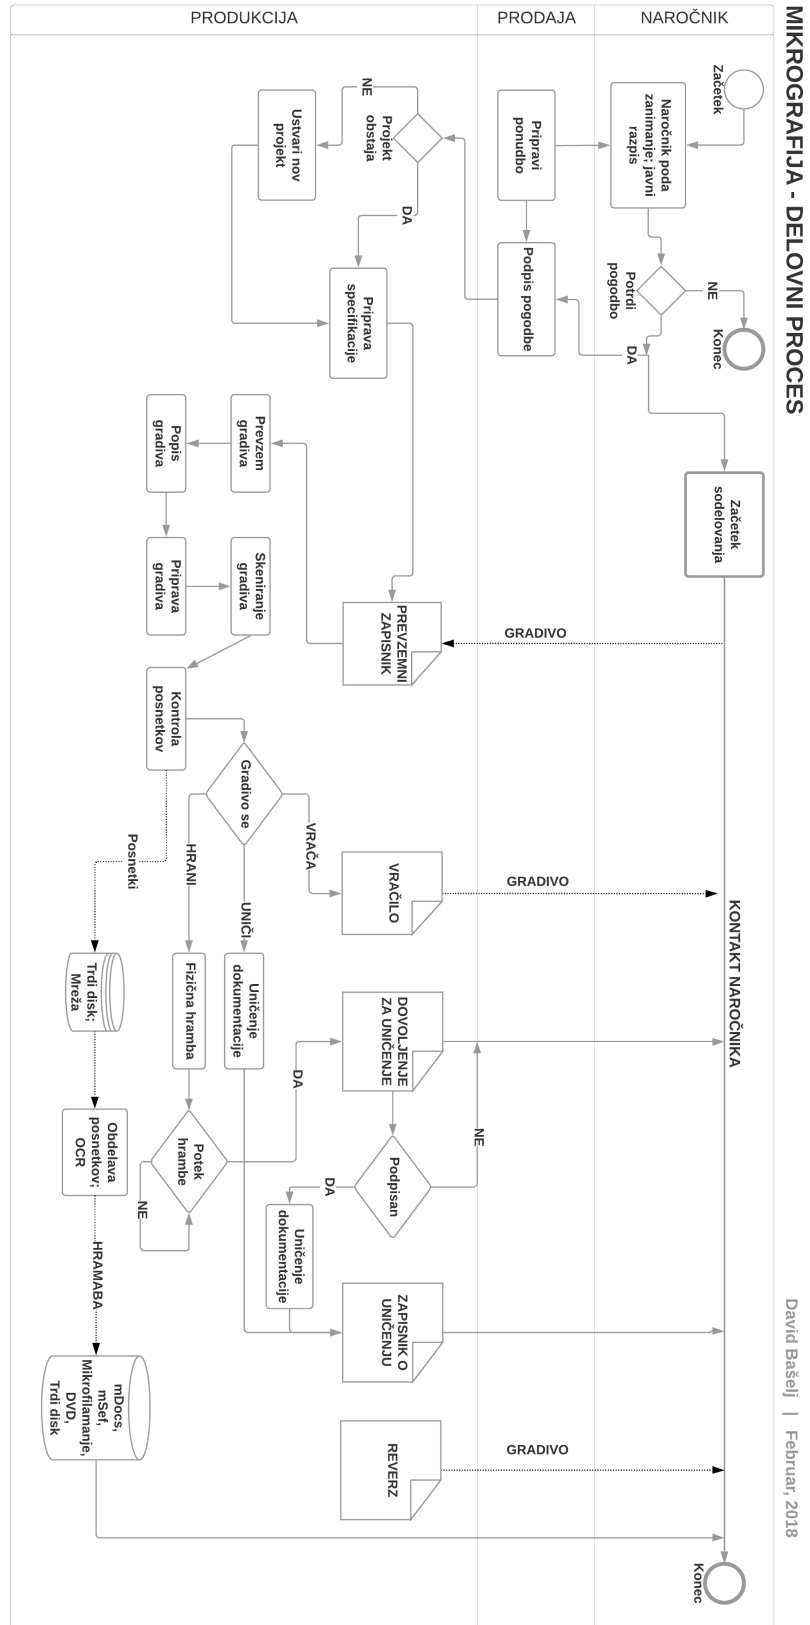 MIKROGRAFIJA - DELOVNI PROCES
David Bašelj | Februar, 2018
NAROČNIK
PRODAJA
PRODUKCIJA
Začetek
Naročnik poda
zanimanje; javni
razpis
Potrdi
pogodbo
NE
Konec
DA
Začetek
sodelovanja
KONTAKT NAROČNIKA
Konec
Pripravi
ponudbo
Podpis pogodbe
GRADIVO
GRADIVO
GRADIVO
Projekt
obstaja
NE
DA
Ustvari nov
projekt
Priprava
specifikacije
PREVZEMNI
ZAPISNIK
Prevzem
gradiva
Popis
gradiva
Priprava
gradiva
Skeniranje
gradiva
Kontrola
posnetkov
Gradivo se
VRAČA
UNIČI
HRANI
Posnetki
VRAČILO
Uničenje
dokumentacije
Fizična hramba
Trdi disk;
Mreža
DOVOLJENJE
ZA UNIČENJE
DA
Potek
hrambe
NE
Podpisan
NE
DA
Uničenje
dokumentacije
Obdelava
posnetkov;
OCR
HRAMABA
ZAPISNIK O
UNIČENJU
mDocs,
mSef,
Mikrofilamanje,
DVD,
Trdi disk
REVERZ